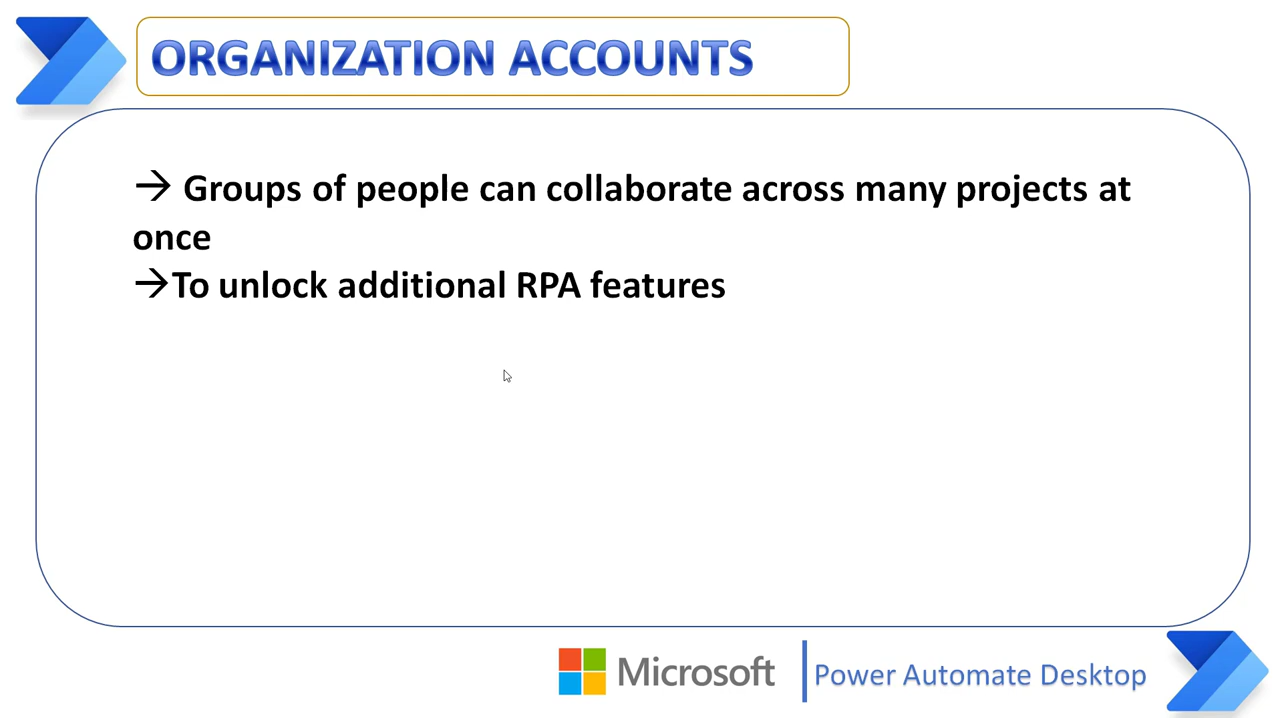 ORGANIZATION ACCOUNTS
→ Groups of people can collaborate across many projects at
once
→To unlock additional RPA features
Microsoft
Power Automate Desktop